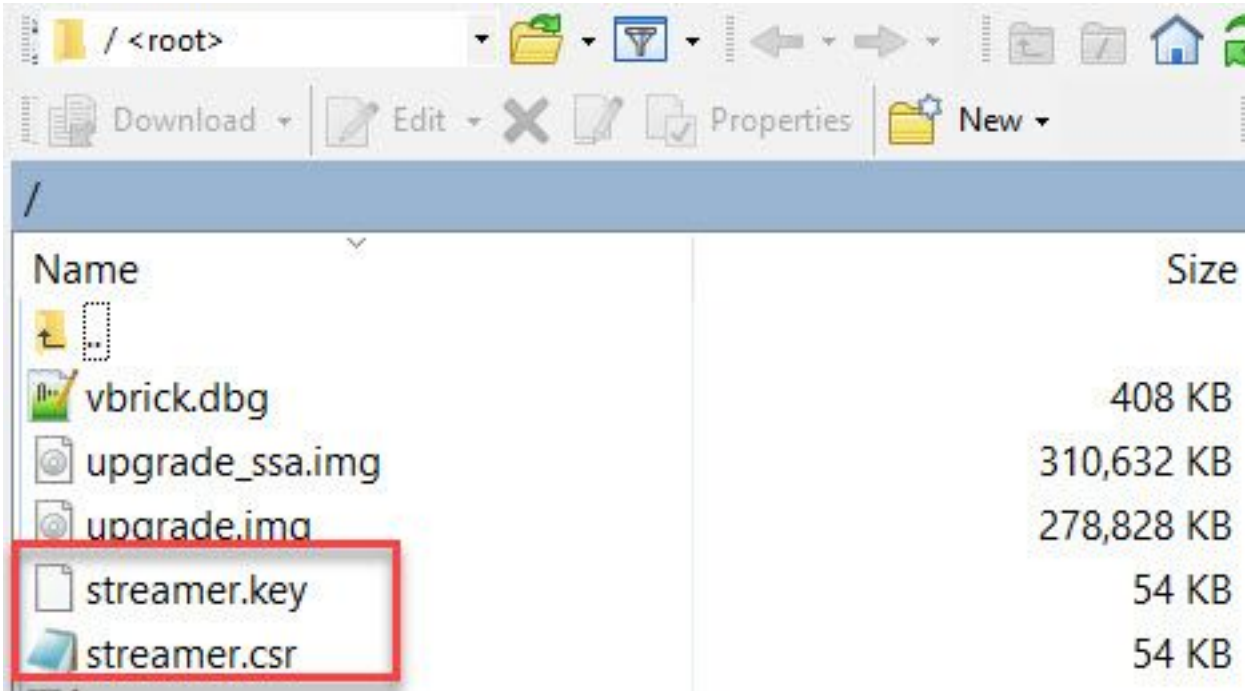 / <root>
Download Edit Properties New
/
Name Size
..
vbrick.dbg 408 KB
upgrade_ssa.img 310,632 KB
upgrade.img 278,828 KB
streamer.key 54 KB
streamer.csr 54 KB